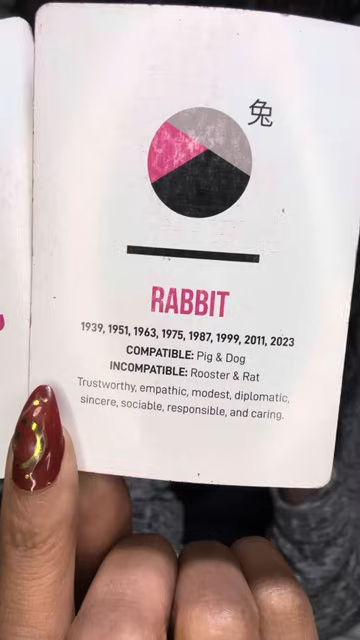 兔
RABBIT
1939, 1951, 1963, 1975, 1987, 1999, 2011, 2023
COMPATIBLE: Pig & Dog
INCOMPATIBLE: Rooster & Rat
Trustworthy, empathic, modest, diplomatic,
sincere, sociable, responsible, and caring.